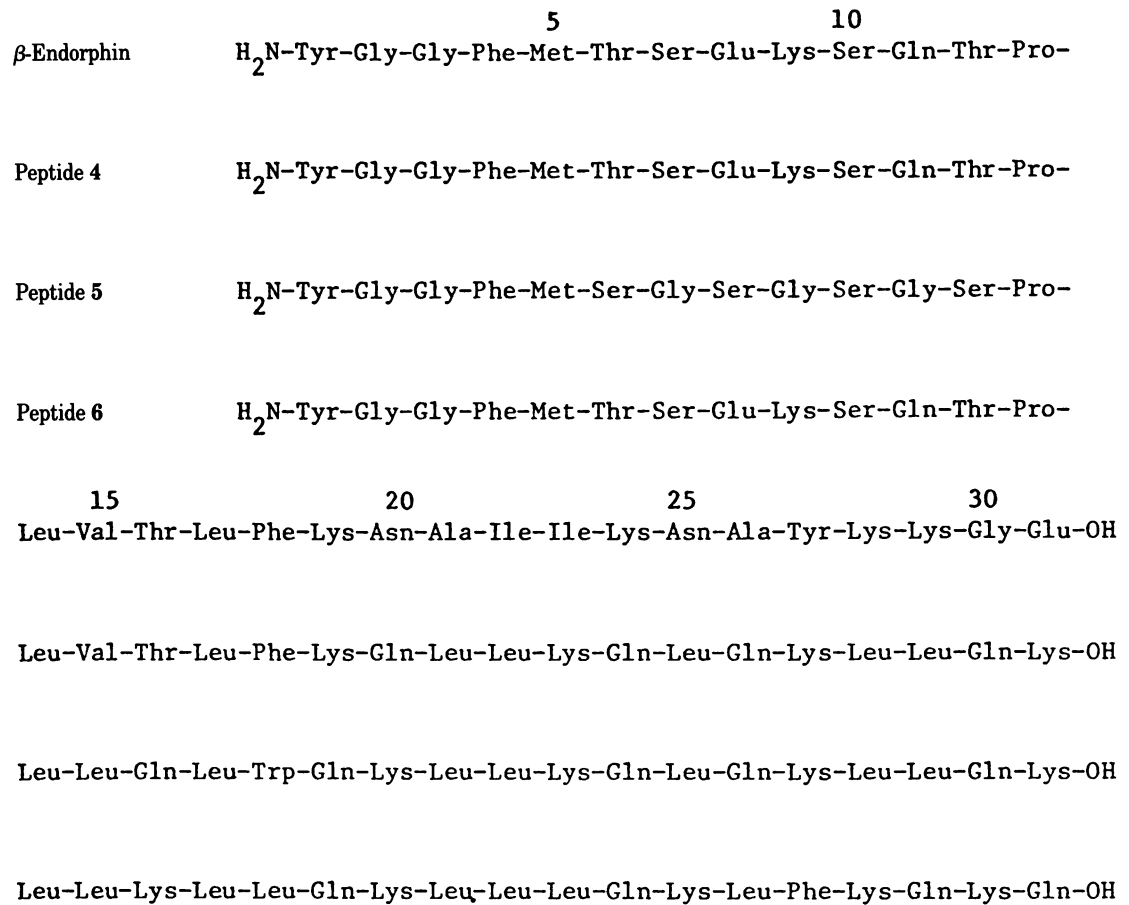 5 10
β-Endorphin H2N-Tyr-Gly-Gly-Phe-Met-Thr-Ser-Glu-Lys-Ser-Gln-Thr-Pro-
Peptide 4 H2N-Tyr-Gly-Gly-Phe-Met-Thr-Ser-Glu-Lys-Ser-Gln-Thr-Pro-
Peptide 5 H2N-Tyr-Gly-Gly-Phe-Met-Ser-Gly-Ser-Gly-Ser-Gly-Ser-Pro-
Peptide 6 H2N-Tyr-Gly-Gly-Phe-Met-Thr-Ser-Glu-Lys-Ser-Gln-Thr-Pro-
15 20 25 30
Leu-Val-Thr-Leu-Phe-Lys-Asn-Ala-Ile-Ile-Lys-Asn-Ala-Tyr-Lys-Lys-Gly-Glu-OH
Leu-Val-Thr-Leu-Phe-Lys-Gln-Leu-Leu-Lys-Gln-Leu-Gln-Lys-Leu-Leu-Gln-Lys-OH
Leu-Leu-Gln-Leu-Trp-Gln-Lys-Leu-Leu-Lys-Gln-Leu-Gln-Lys-Leu-Leu-Gln-Lys-OH
Leu-Leu-Lys-Leu-Leu-Gln-Lys-Leu-Leu-Leu-Gln-Lys-Leu-Phe-Lys-Gln-Lys-Gln-OH